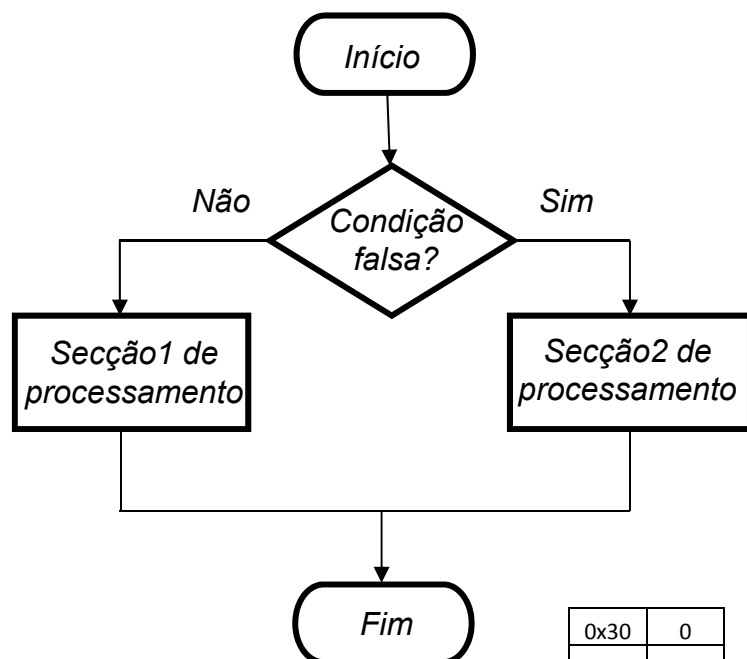 Início
Não
Sim
Condição
falsa?
Secção1 de
processamento
Secção2 de
processamento
Fim
0x30 0